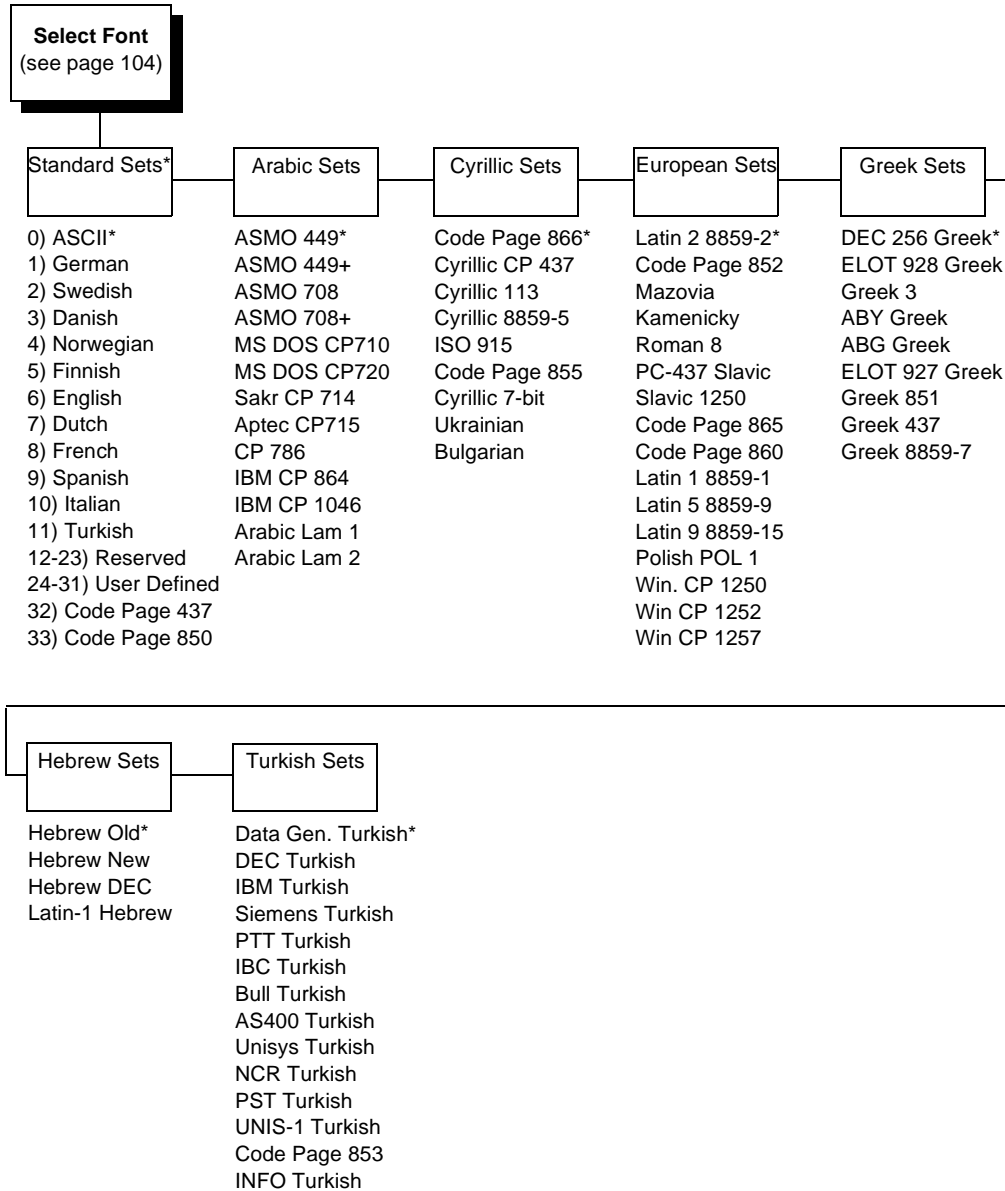 Select Font
(see page 104)
Standard Sets*
0) ASCII*
1) German
2) Swedish
3) Danish
4) Norwegian
5) Finnish
6) English
7) Dutch
8) French
9) Spanish
10) Italian
11) Turkish
12-23) Reserved
24-31) User Defined
32) Code Page 437
33) Code Page 850
Arabic Sets
ASMO 449*
ASMO 449+
ASMO 708
ASMO 708+
MS DOS CP710
MS DOS CP720
Sakr CP 714
Aptec CP715
CP 786
IBM CP 864
IBM CP 1046
Arabic Lam 1
Arabic Lam 2
Cyrillic Sets
Code Page 866*
Cyrillic CP 437
Cyrillic 113
Cyrillic 8859-5
ISO 915
Code Page 855
Cyrillic 7-bit
Ukrainian
Bulgarian
European Sets
Latin 2 8859-2*
Code Page 852
Mazovia
Kamenicky
Roman 8
PC-437 Slavic
Slavic 1250
Code Page 865
Code Page 860
Latin 1 8859-1
Latin 5 8859-9
Latin 9 8859-15
Polish POL 1
Win. CP 1250
Win CP 1252
Win CP 1257
Greek Sets
DEC 256 Greek*
ELOT 928 Greek
Greek 3
ABY Greek
ABG Greek
ELOT 927 Greek
Greek 851
Greek 437
Greek 8859-7
Hebrew Sets
Hebrew Old*
Hebrew New
Hebrew DEC
Latin-1 Hebrew
Turkish Sets
Data Gen. Turkish*
DEC Turkish
IBM Turkish
Siemens Turkish
PTT Turkish
IBC Turkish
Bull Turkish
AS400 Turkish
Unisys Turkish
NCR Turkish
PST Turkish
UNIS-1 Turkish
Code Page 853
INFO Turkish